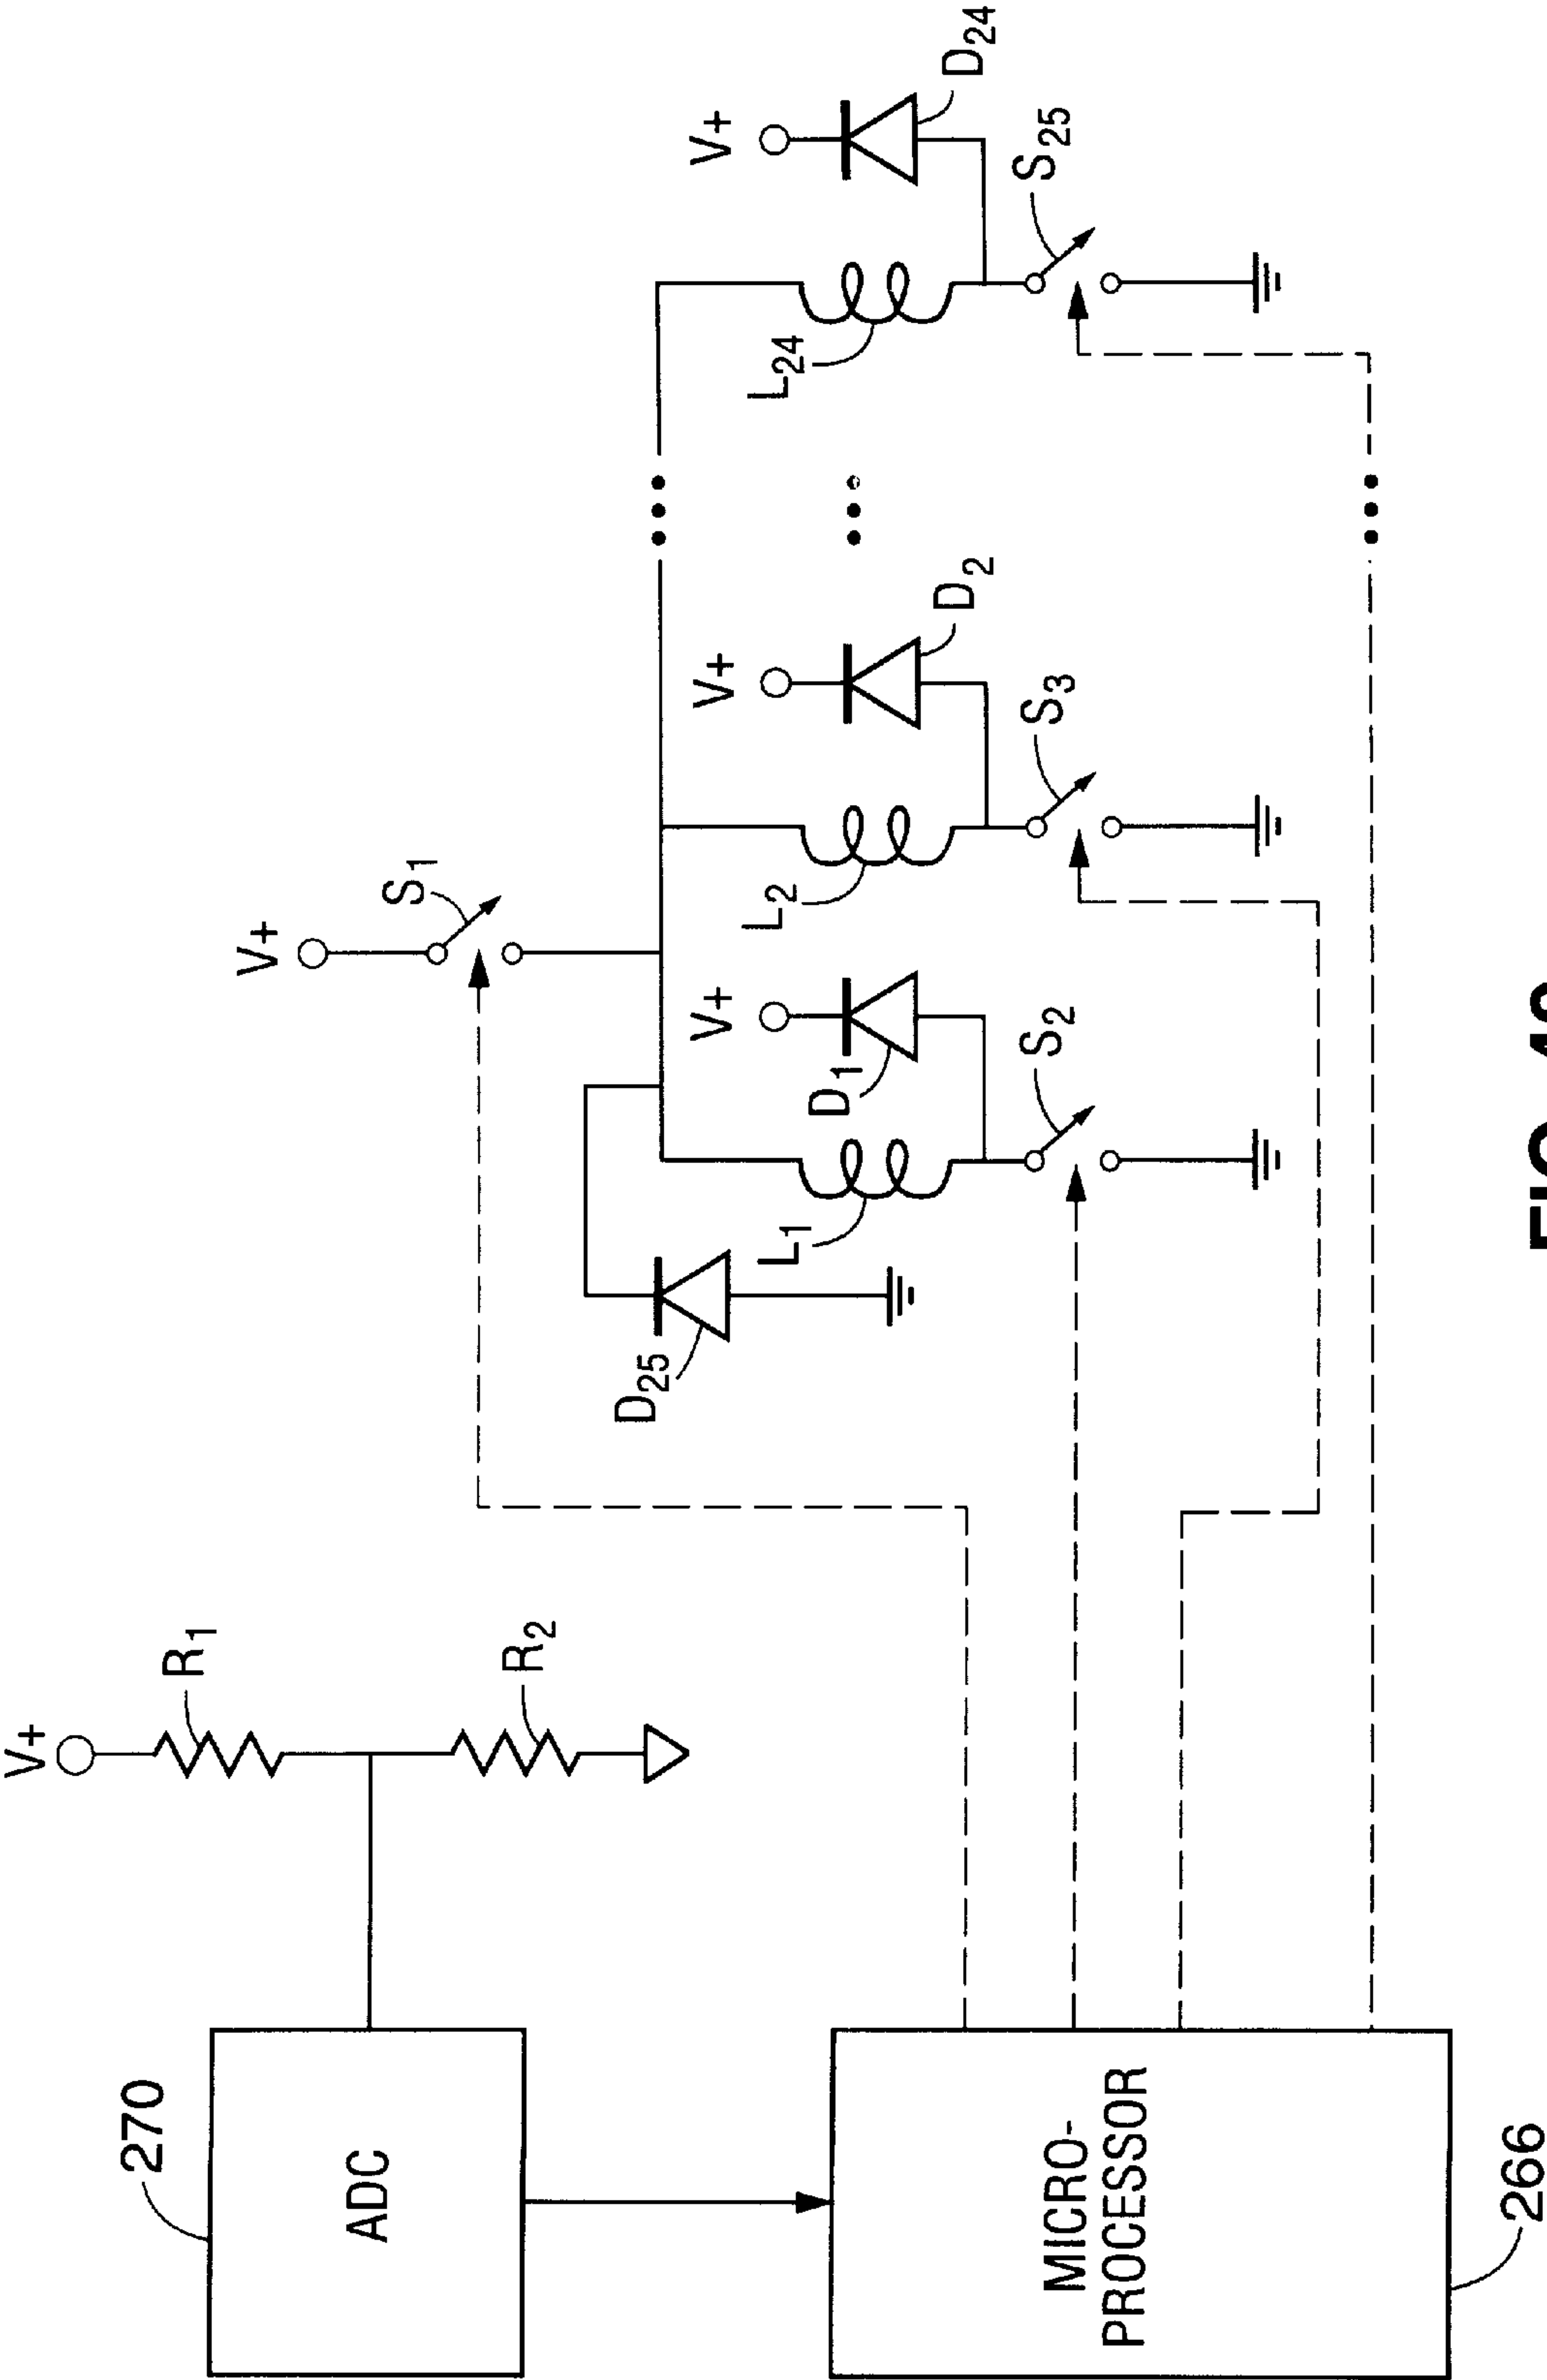 V+
R1
R2
270
ADC
MICRO-
PROCESSOR
266
V+
S1
D25
L1
V+
D1
S2
L2
V+
D2
S3
L24
V+
D24
S25